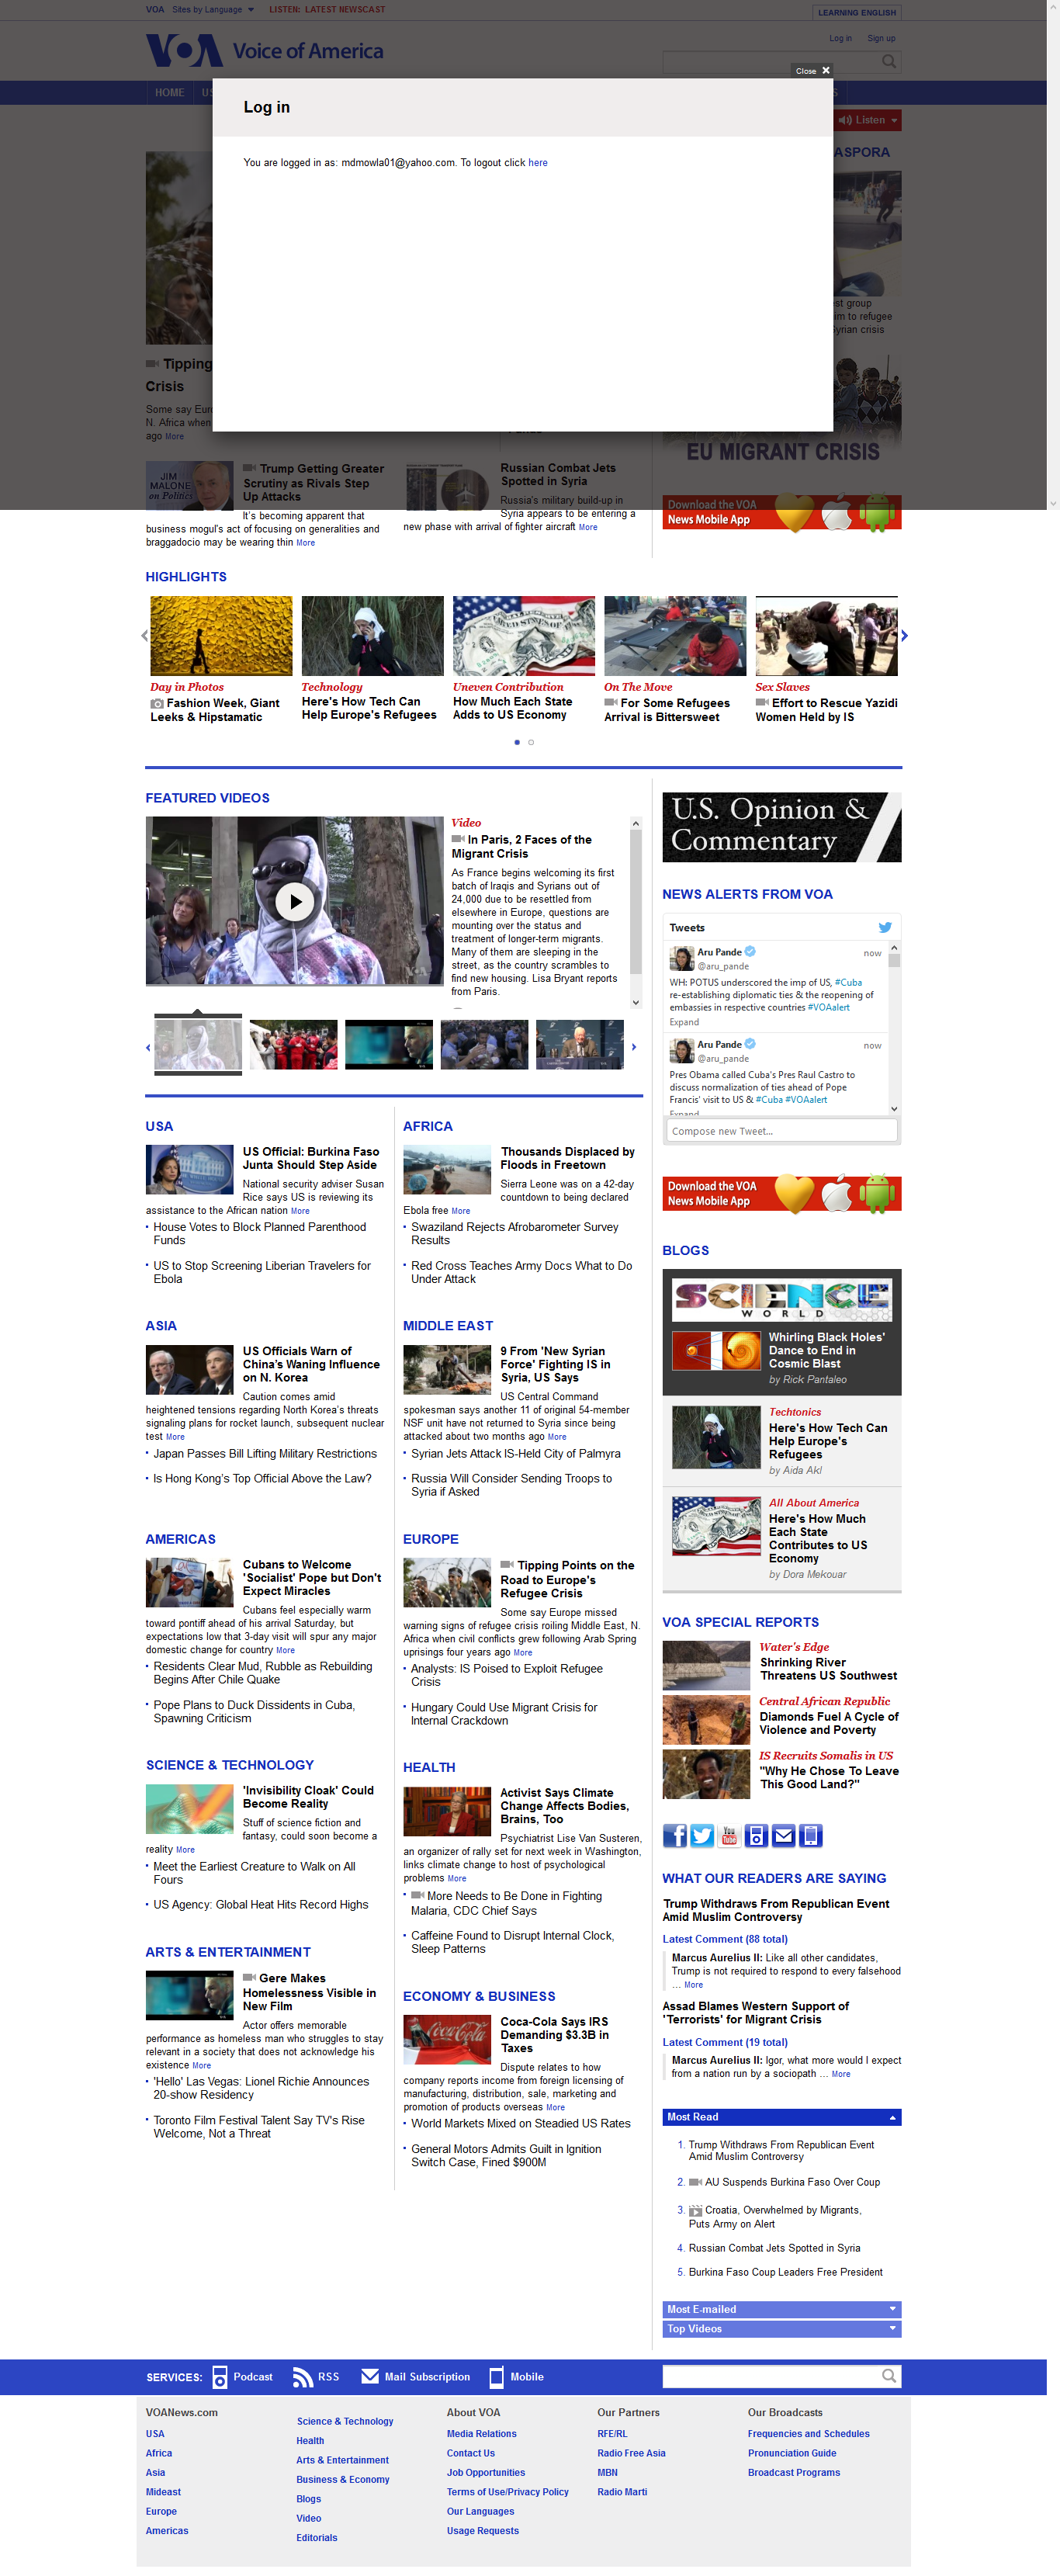 VOA Sites by Language LISTEN: LATEST NEWSCAST LEARNING ENGLISH
VOA Voice of America
Log in Sign up
Close
HOME
Log in
You are logged in as: mdmowla01@yahoo.com. To logout click here
Listen
ASPORA
group
im to refugee
yrian crisis
Tipping
Crisis
Some say Eur
N. Africa when
ago More
EU MIGRANT CRISIS
JIM
MALONE
on Politics
Trump Getting Greater
Scrutiny as Rivals Step
Up Attacks
It's becoming apparent that
business mogul's act of focusing on generalities and
braggadocio may be wearing thin More
Russian Combat Jets
Spotted in Syria
Russia's military build-up in
Syria appears to be entering a
new phase with arrival of fighter aircraft More
Download the VOA
News Mobile App
HIGHLIGHTS
Day in Photos
Fashion Week, Giant
Leeks & Hipstamatic
Technology
Here's How Tech Can
Help Europe's Refugees
Uneven Contribution
How Much Each State
Adds to US Economy
On The Move
For Some Refugees
Arrival is Bittersweet
Sex Slaves
Effort to Rescue Yazidi
Women Held by IS
FEATURED VIDEOS
Video
In Paris, 2 Faces of the
Migrant Crisis
As France begins welcoming its first
batch of Iraqis and Syrians out of
24,000 due to be resettled from
elsewhere in Europe, questions are
mounting over the status and
treatment of longer-term migrants.
Many of them are sleeping in the
street, as the country scrambles to
find new housing. Lisa Bryant reports
from Paris.
U.S. Opinion &
Commentary
NEWS ALERTS FROM VOA
Tweets
Aru Pande now
@aru_pande
WH: POTUS underscored the imp of US, #Cuba
re-establishing diplomatic ties & the reopening of
embassies in respective countries #VOAalert
Expand
Aru Pande now
@aru_pande
Pres Obama called Cuba's Pres Raul Castro to
discuss normalization of ties ahead of Pope
Francis' visit to US & #Cuba #VOAalert
Expand
Compose new Tweet...
Download the VOA
News Mobile App
USA
US Official: Burkina Faso
Junta Should Step Aside
National security adviser Susan
Rice says US is reviewing its
assistance to the African nation More
House Votes to Block Planned Parenthood
Funds
US to Stop Screening Liberian Travelers for
Ebola
AFRICA
Thousands Displaced by
Floods in Freetown
Sierra Leone was on a 42-day
countdown to being declared
Ebola free More
Swaziland Rejects Afrobarometer Survey
Results
Red Cross Teaches Army Docs What to Do
Under Attack
ASIA
US Officials Warn of
China's Waning Influence
on N. Korea
Caution comes amid
heightened tensions regarding North Korea's threats
signaling plans for rocket launch, subsequent nuclear
test More
Japan Passes Bill Lifting Military Restrictions
Is Hong Kong's Top Official Above the Law?
MIDDLE EAST
9 From 'New Syrian
Force' Fighting IS in
Syria, US Says
US Central Command
spokesman says another 11 of original 54-member
NSF unit have not returned to Syria since being
attacked about two months ago More
Syrian Jets Attack IS-Held City of Palmyra
Russia Will Consider Sending Troops to
Syria if Asked
AMERICAS
Cubans to Welcome
'Socialist' Pope but Don't
Expect Miracles
Cubans feel especially warm
toward pontiff ahead of his arrival Saturday, but
expectations low that 3-day visit will spur any major
domestic change for country More
Residents Clear Mud, Rubble as Rebuilding
Begins After Chile Quake
Pope Plans to Duck Dissidents in Cuba,
Spawning Criticism
EUROPE
Tipping Points on the
Road to Europe's
Refugee Crisis
Some say Europe missed
warning signs of refugee crisis roiling Middle East, N.
Africa when civil conflicts grew following Arab Spring
uprisings four years ago More
Analysts: IS Poised to Exploit Refugee
Crisis
Hungary Could Use Migrant Crisis for
Internal Crackdown
SCIENCE & TECHNOLOGY
'Invisibility Cloak' Could
Become Reality
Stuff of science fiction and
fantasy, could soon become a
reality More
Meet the Earliest Creature to Walk on All
Fours
US Agency: Global Heat Hits Record Highs
HEALTH
Activist Says Climate
Change Affects Bodies,
Brains, Too
Psychiatrist Lise Van Susteren,
an organizer of rally set for next week in Washington,
links climate change to host of psychological
problems More
More Needs to Be Done in Fighting
Malaria, CDC Chief Says
Caffeine Found to Disrupt Internal Clock,
Sleep Patterns
ARTS & ENTERTAINMENT
Gere Makes
Homelessness Visible in
New Film
Actor offers memorable
performance as homeless man who struggles to stay
relevant in a society that does not acknowledge his
existence More
'Hello' Las Vegas: Lionel Richie Announces
20-show Residency
Toronto Film Festival Talent Say TV's Rise
Welcome, Not a Threat
ECONOMY & BUSINESS
Coca-Cola Says IRS
Demanding $3.3B in
Taxes
Dispute relates to how
company reports income from foreign licensing of
manufacturing, distribution, sale, marketing and
promotion of products overseas More
World Markets Mixed on Steadied US Rates
General Motors Admits Guilt in Ignition
Switch Case, Fined $900M
BLOGS
SCIENCE
WORLD
Whirling Black Holes'
Dance to End in
Cosmic Blast
by Rick Pantaleo
Techtonics
Here's How Tech Can
Help Europe's
Refugees
by Aida Akl
All About America
Here's How Much
Each State
Contributes to US
Economy
by Dora Mekouar
VOA SPECIAL REPORTS
Water's Edge
Shrinking River
Threatens US Southwest
Central African Republic
Diamonds Fuel A Cycle of
Violence and Poverty
IS Recruits Somalis in US
"Why He Chose To Leave
This Good Land?"
You
Tube
WHAT OUR READERS ARE SAYING
Trump Withdraws From Republican Event
Amid Muslim Controversy
Latest Comment (88 total)
Marcus Aurelius II: Like all other candidates,
Trump is not required to respond to every falsehood
... More
Assad Blames Western Support of
'Terrorists' for Migrant Crisis
Latest Comment (19 total)
Marcus Aurelius II: Igor, what more would I expect
from a nation run by a sociopath ... More
Most Read
1. Trump Withdraws From Republican Event
Amid Muslim Controversy
2. AU Suspends Burkina Faso Over Coup
3. Croatia, Overwhelmed by Migrants,
Puts Army on Alert
4. Russian Combat Jets Spotted in Syria
5. Burkina Faso Coup Leaders Free President
Most E-mailed
Top Videos
SERVICES: Podcast RSS Mail Subscription Mobile
VOANews.com
USA
Africa
Asia
Mideast
Europe
Americas
Science & Technology
Health
Arts & Entertainment
Business & Economy
Blogs
Video
Editorials
About VOA
Media Relations
Contact Us
Job Opportunities
Terms of Use/Privacy Policy
Our Languages
Usage Requests
Our Partners
RFE/RL
Radio Free Asia
MBN
Radio Marti
Our Broadcasts
Frequencies and Schedules
Pronunciation Guide
Broadcast Programs